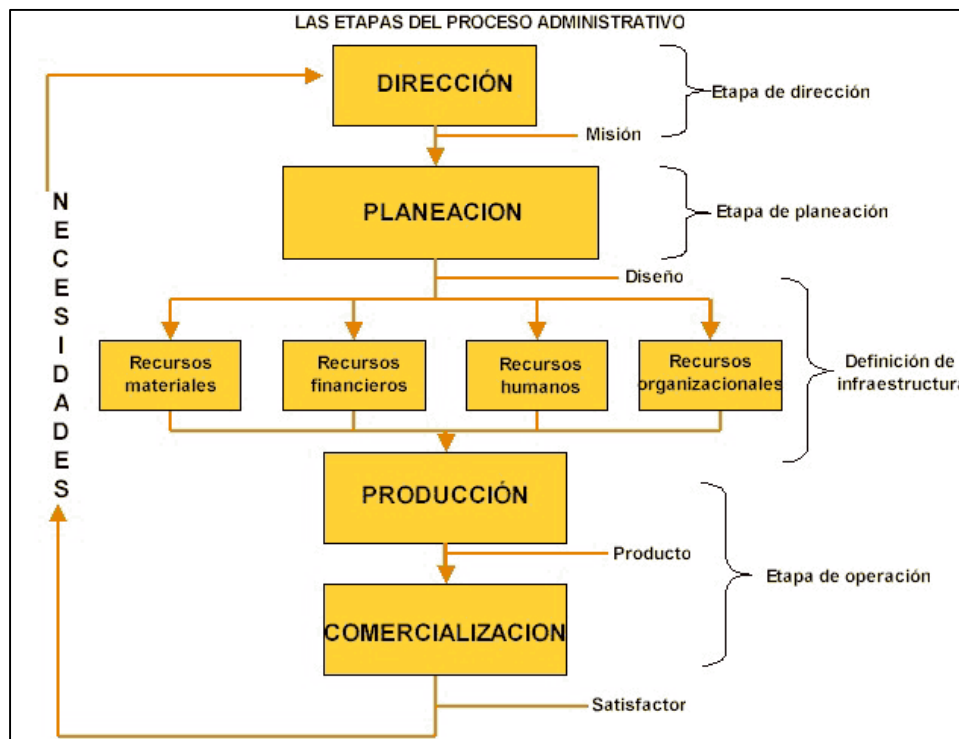 LAS ETAPAS DEL PROCESO ADMINISTRATIVO
DIRECCIÓN
Etapa de dirección
Misión
PLANEACION
Etapa de planeación
Diseño
NECESIDADES
Recursos
materiales
Recursos
financieros
Recursos
humanos
Recursos
organizacionales
Definición de
infraestructura
PRODUCCIÓN
Producto
Etapa de operación
COMERCIALIZACION
Satisfactor